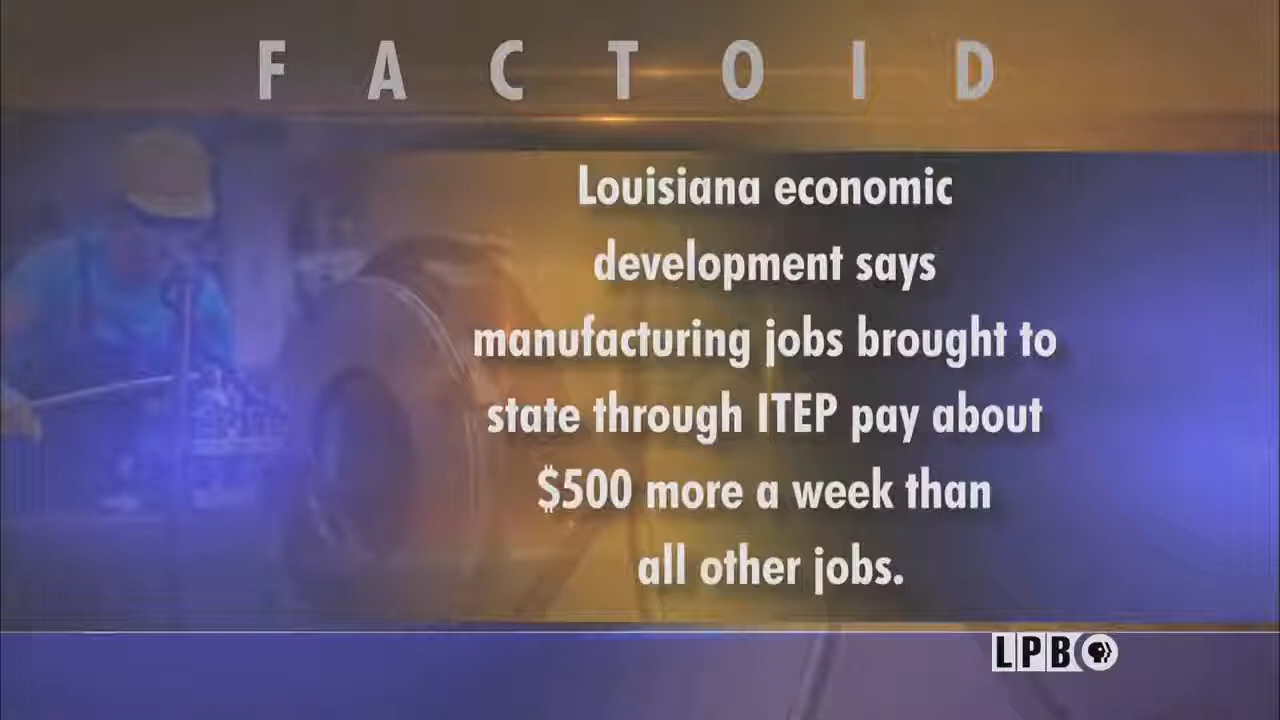 FACTOID
Louisiana economic
development says
manufacturing jobs brought to
state through ITEP pay about
$500 more a week than
all other jobs.
LPB